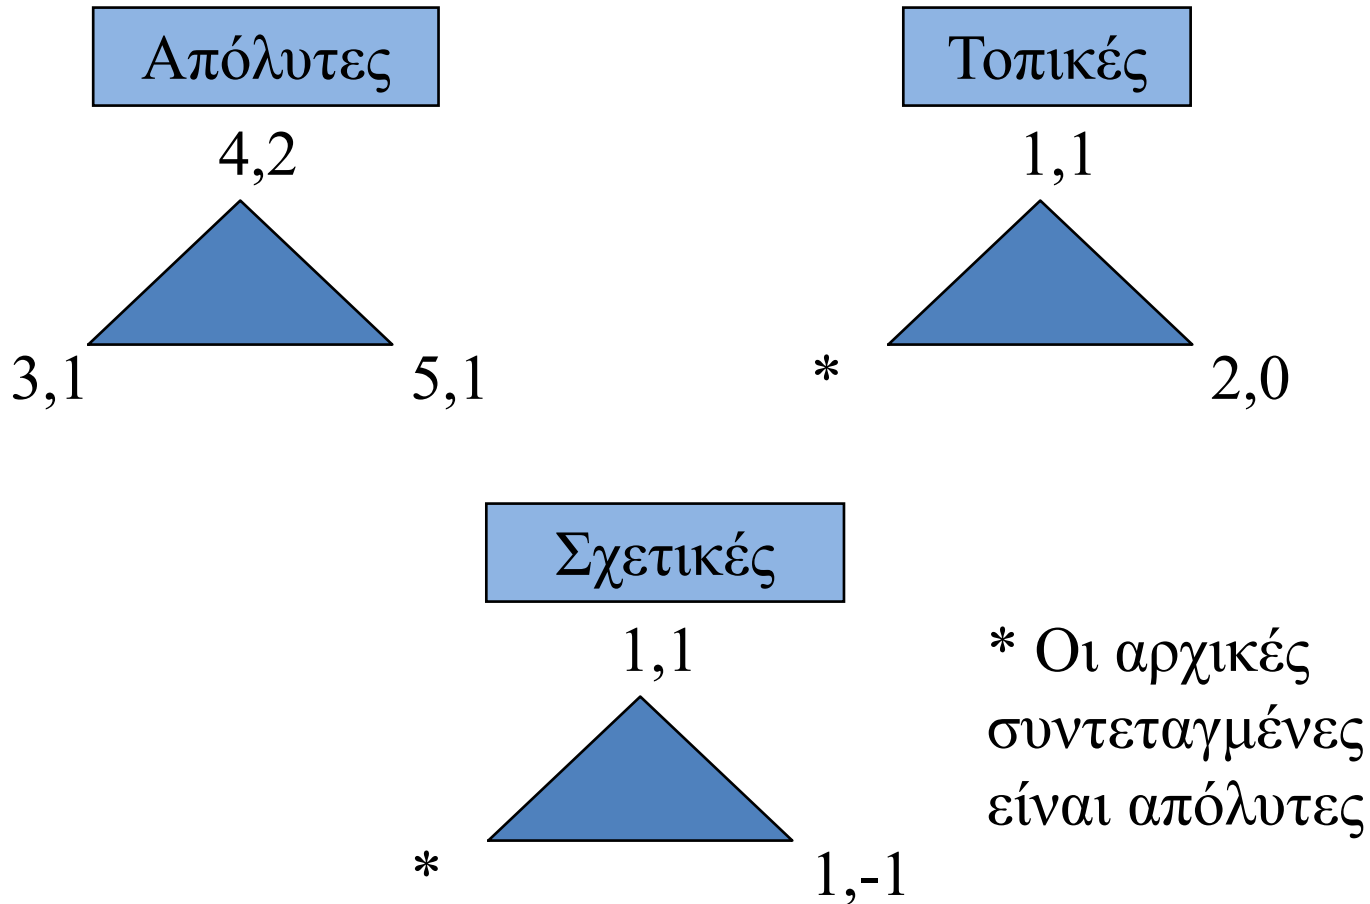 Απόλυτες
4,2
3,1
5,1
Τοπικές
1,1
*
2,0
Σχετικές
1,1
*
1,-1
* Οι αρχικές
συντεταγμένες
είναι απόλυτες